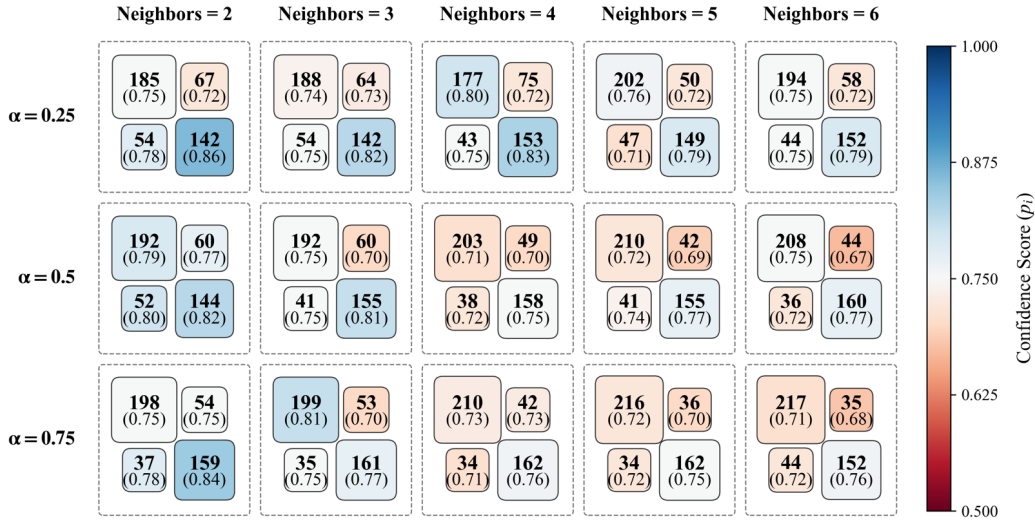 Neighbors = 2 Neighbors = 3 Neighbors = 4 Neighbors = 5 Neighbors = 6
α = 0.25
185 67 188 64 177 75 202 50 194 58
(0.75) (0.72) (0.74) (0.73) (0.80) (0.72) (0.76) (0.72) (0.75) (0.72)
54 142 54 142 43 153 47 149 44 152
(0.78) (0.86) (0.75) (0.82) (0.75) (0.83) (0.71) (0.79) (0.75) (0.79)
α = 0.5
192 60 192 60 203 49 210 42 208 44
(0.79) (0.77) (0.75) (0.70) (0.71) (0.70) (0.72) (0.69) (0.75) (0.67)
52 144 41 155 38 158 41 155 36 160
(0.80) (0.82) (0.75) (0.81) (0.72) (0.75) (0.74) (0.77) (0.72) (0.77)
α = 0.75
198 54 199 53 210 42 216 36 217 35
(0.75) (0.75) (0.81) (0.70) (0.73) (0.73) (0.72) (0.70) (0.71) (0.68)
37 159 35 161 34 162 34 162 44 152
(0.78) (0.84) (0.75) (0.77) (0.71) (0.76) (0.72) (0.75) (0.72) (0.76)
1.000
0.875
0.750
0.625
0.500
Confidence Score (pᵢ)